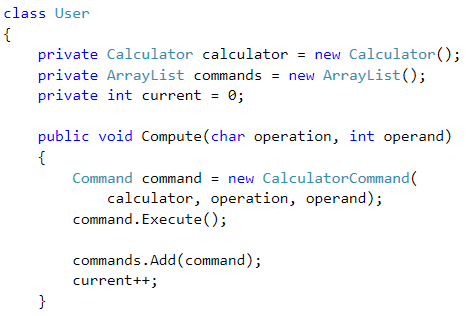 class User
{
    private Calculator calculator = new Calculator();
    private ArrayList commands = new ArrayList();
    private int current = 0;

    public void Compute(char operation, int operand)
    {
        Command command = new CalculatorCommand(
            calculator, operation, operand);
        command.Execute();

        commands.Add(command);
        current++;
    }